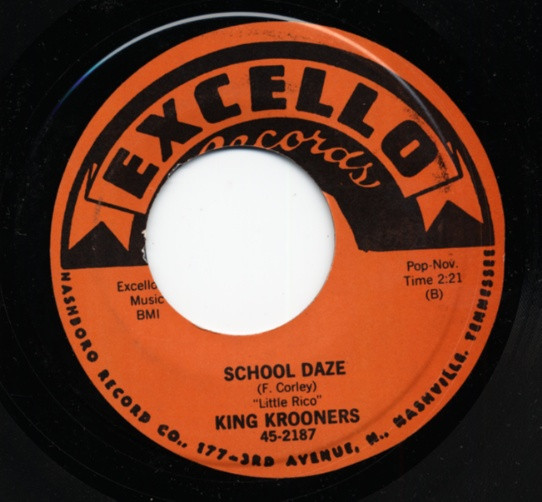 EXCELLO
Records
Excello
Music
BMI
Pop-Nov.
Time 2:21
(B)
SCHOOL DAZE
(F. Corley)
"Little Rico"
KING KROONERS
45-2187
NASHBORO RECORD CO., 177-3RD AVENUE, N., NASHVILLE, TENNESSEE